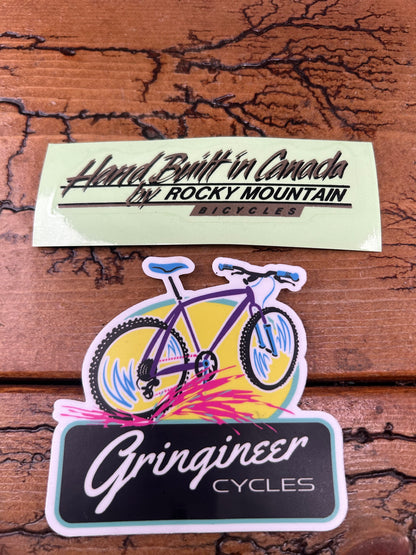 Hand Built in Canada
by ROCKY MOUNTAIN
BICYCLES
Gringineer
CYCLES